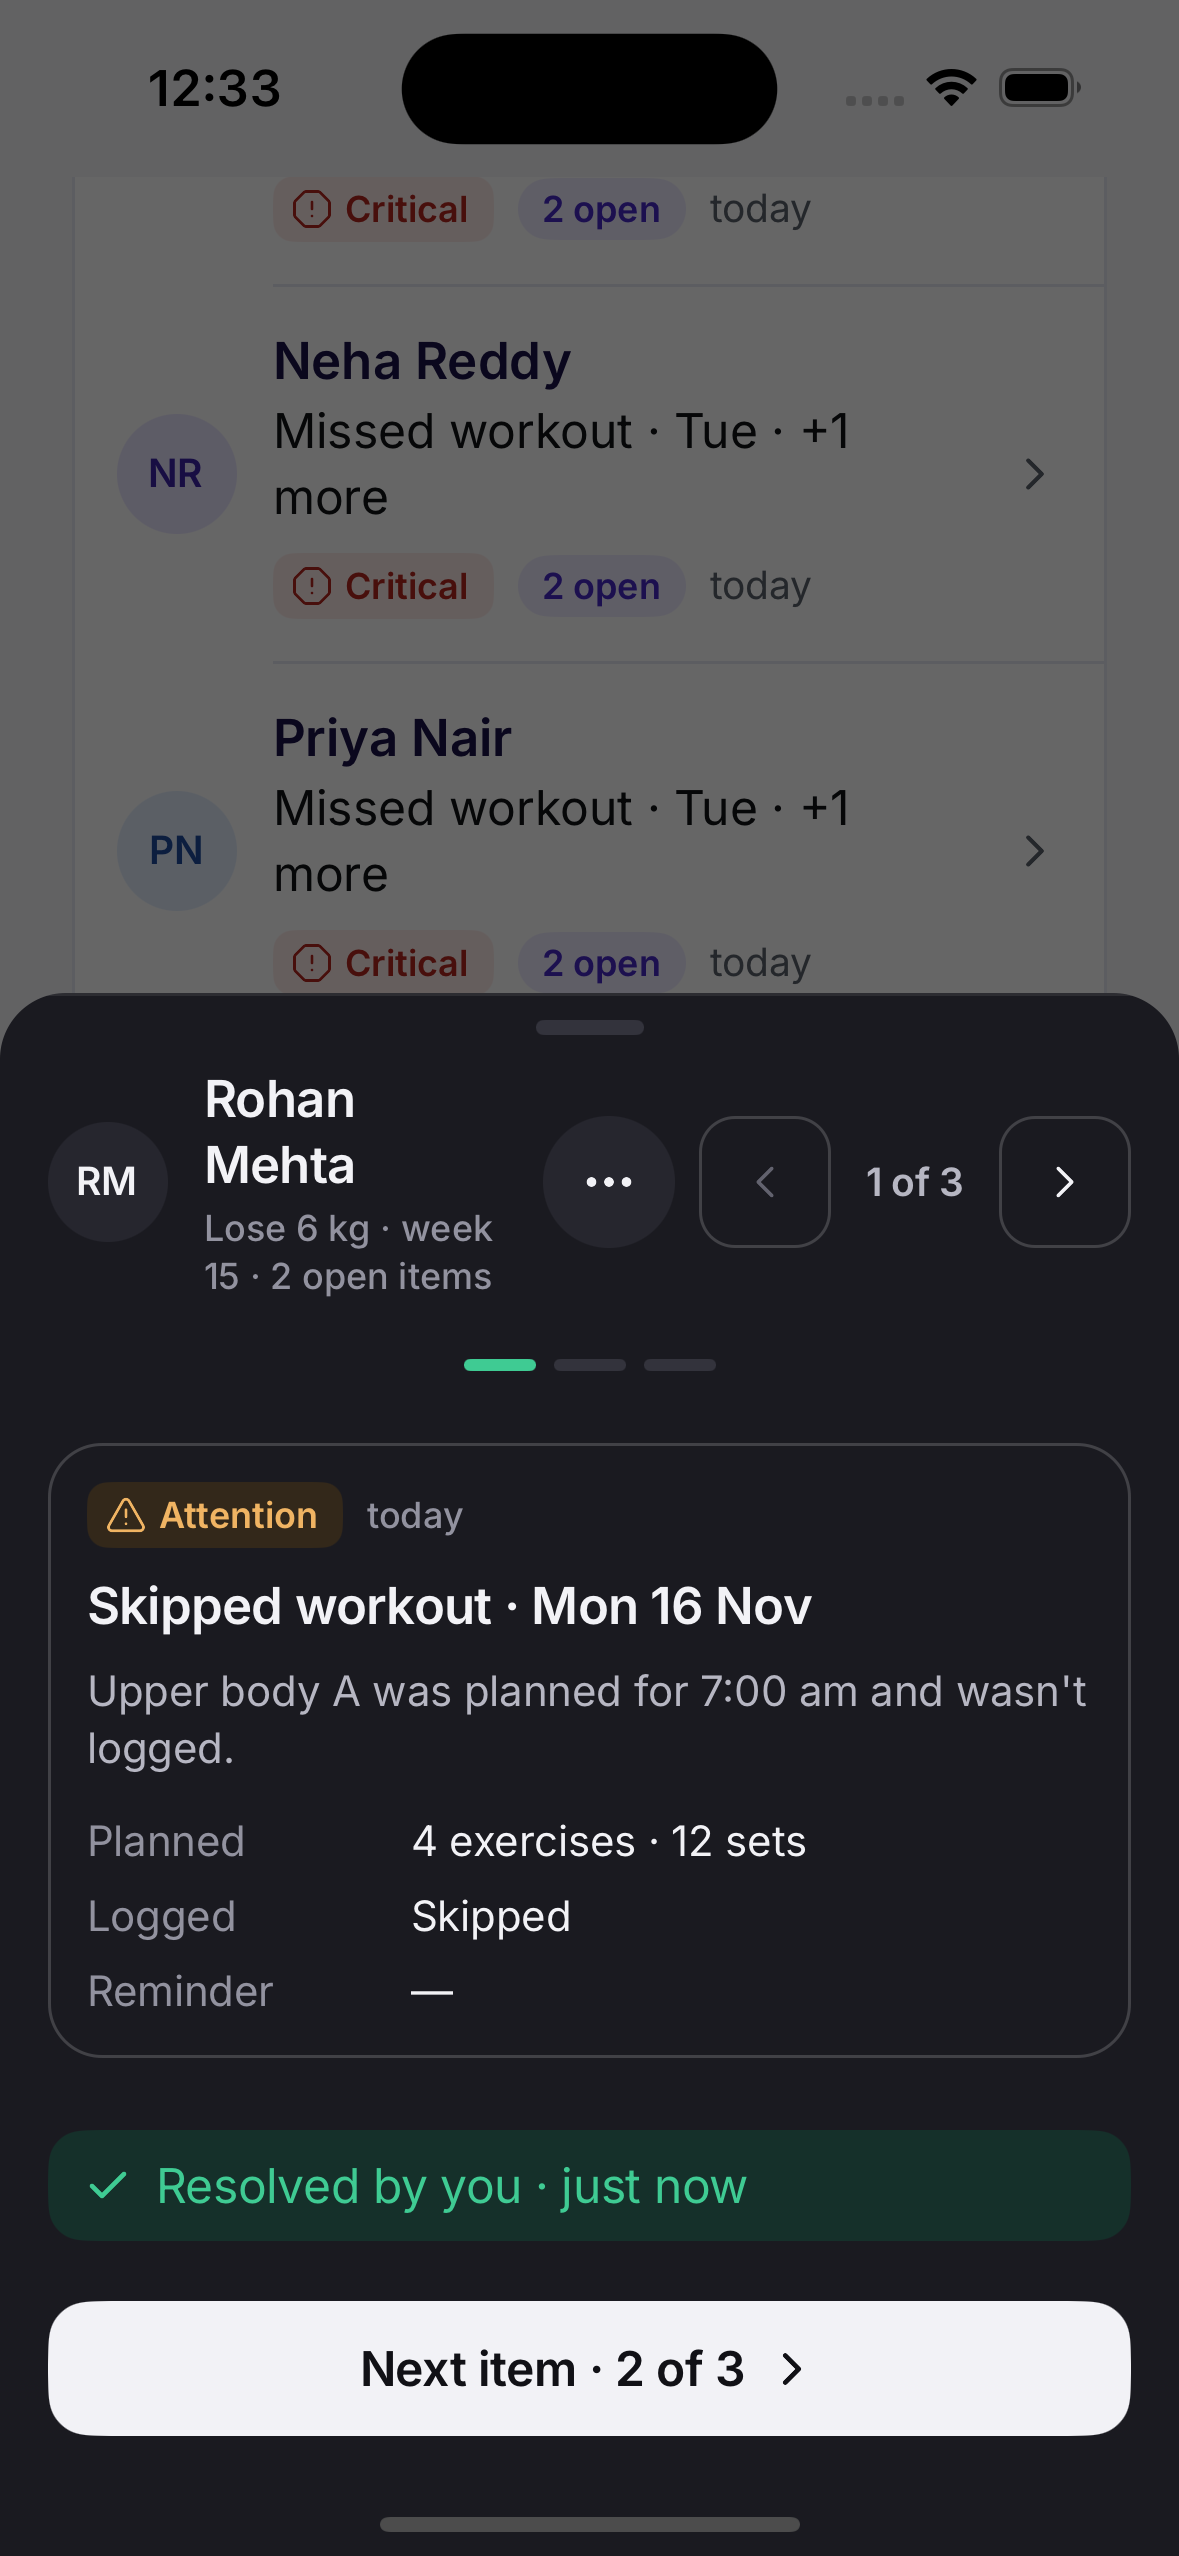 12:33
Critical 2 open today
Neha Reddy
NR
Missed workout · Tue · +1
more
Critical 2 open today
Priya Nair
PN
Missed workout · Tue · +1
more
Critical 2 open today
RM
Rohan
Mehta
Lose 6 kg · week
15 · 2 open items
1 of 3
Attention today
Skipped workout · Mon 16 Nov
Upper body A was planned for 7:00 am and wasn't
logged.
Planned 4 exercises · 12 sets
Logged Skipped
Reminder —
Resolved by you · just now
Next item · 2 of 3